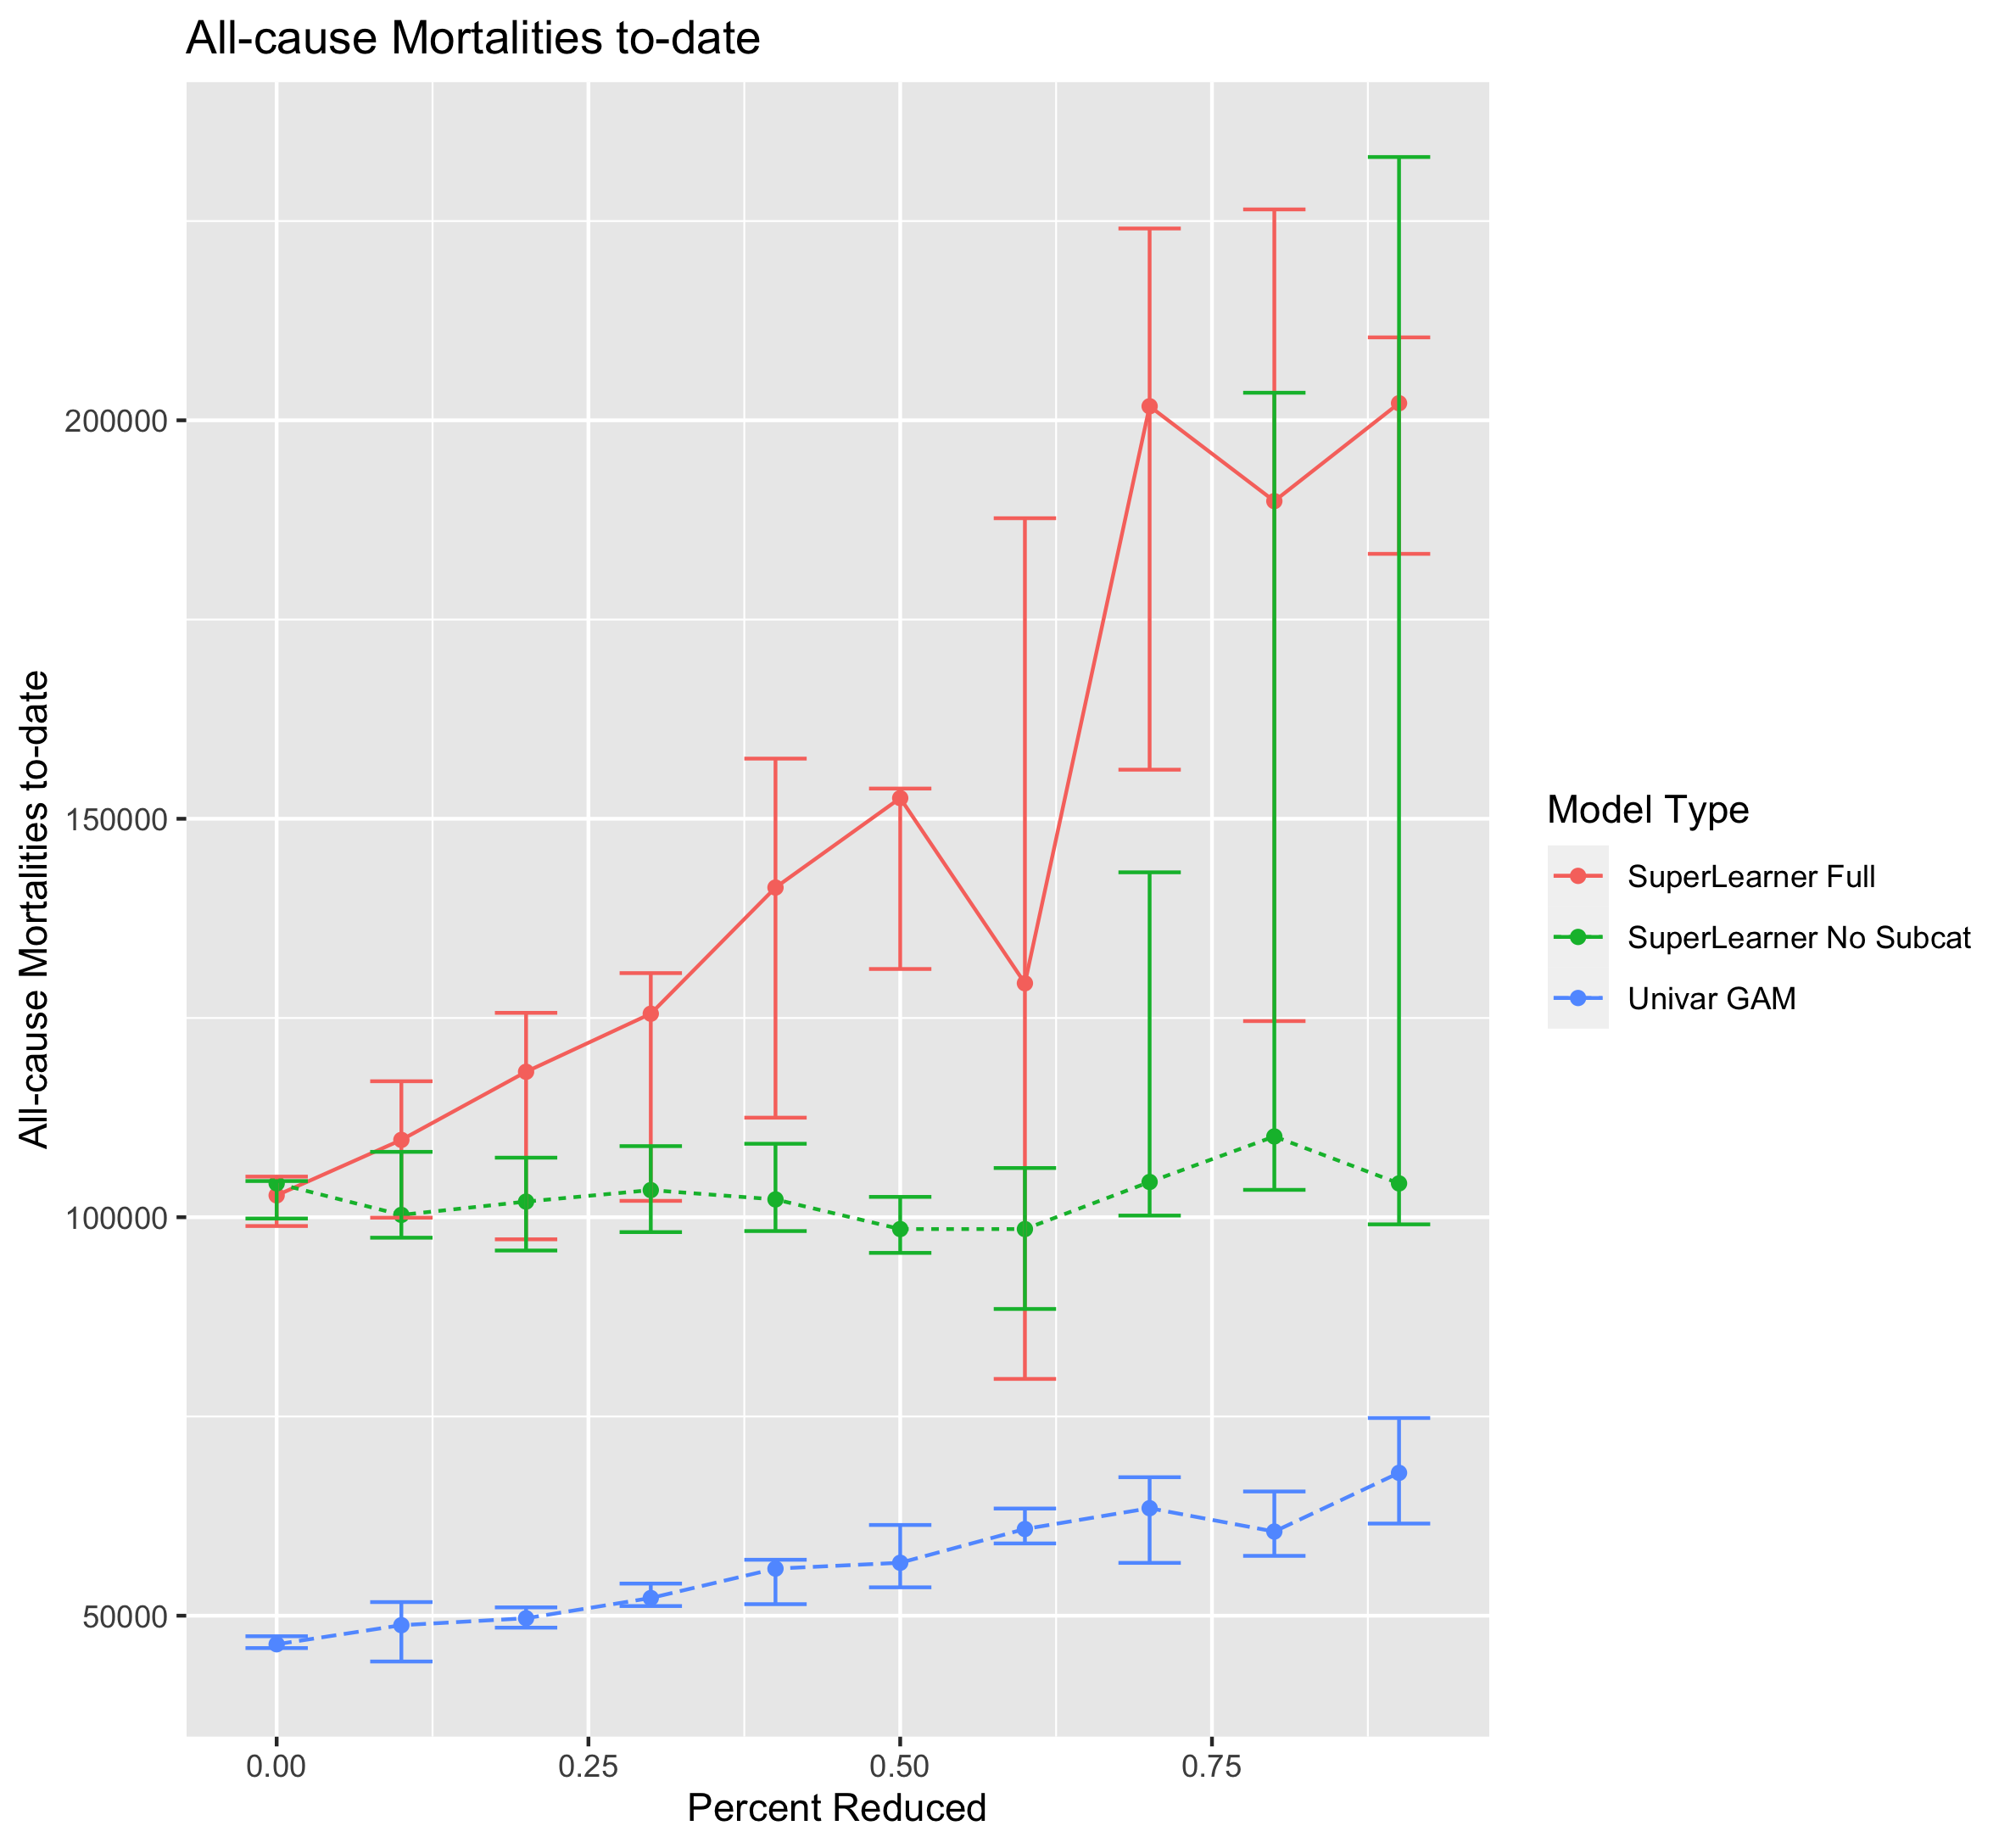 All-cause Mortalities to-date
All-cause Mortalities to-date
200000
150000
100000
50000
0.00
0.25
0.50
0.75
Percent Reduced
Model Type
SuperLearner Full
SuperLearner No Subcat
Univar GAM